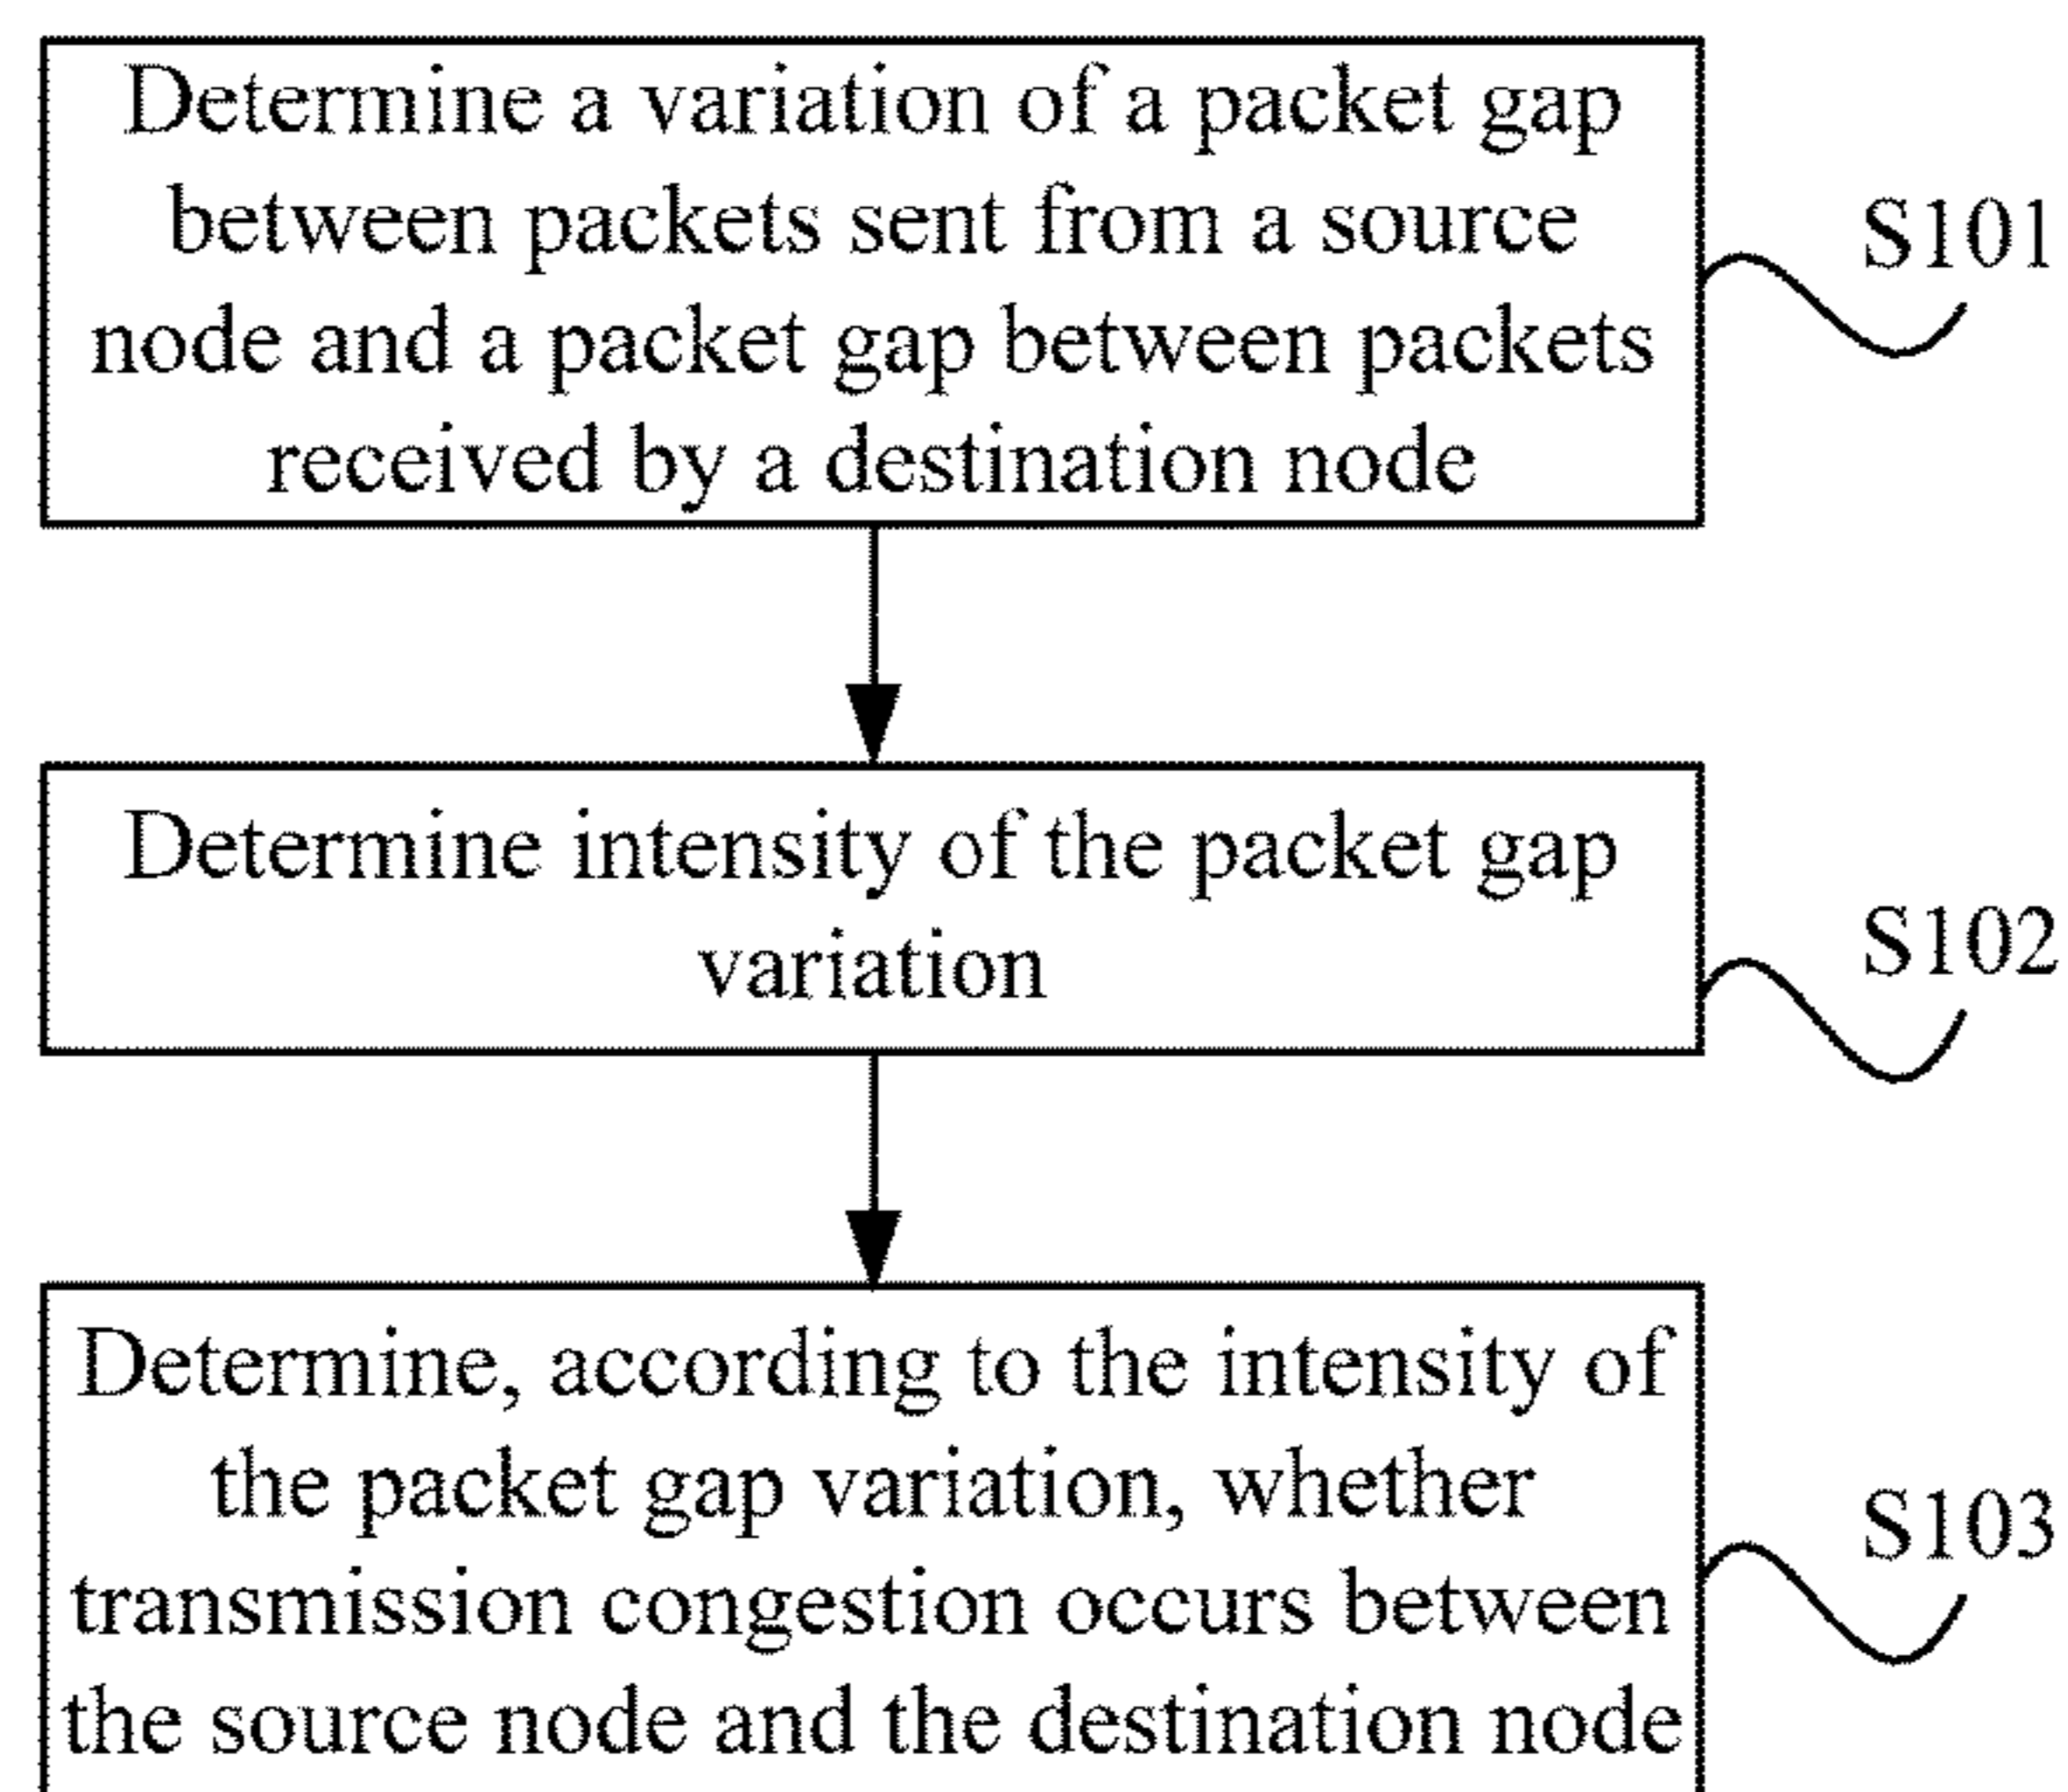 Determine a variation of a packet gap
between packets sent from a source
node and a packet gap between packets
received by a destination node
S101
Determine intensity of the packet gap
variation
S102
Determine, according to the intensity of
the packet gap variation, whether
transmission congestion occurs between
the source node and the destination node
S103